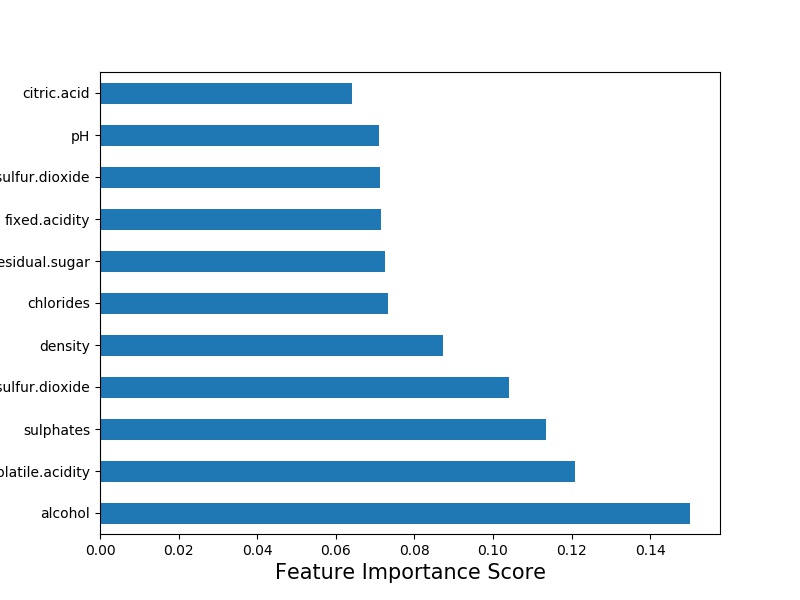 citric.acid
pH
sulfur.dioxide
fixed.acidity
esidual.sugar
chlorides
density
sulfur.dioxide
sulphates
olatile.acidity
alcohol
0.00 0.02 0.04 0.06 0.08 0.10 0.12 0.14
Feature Importance Score